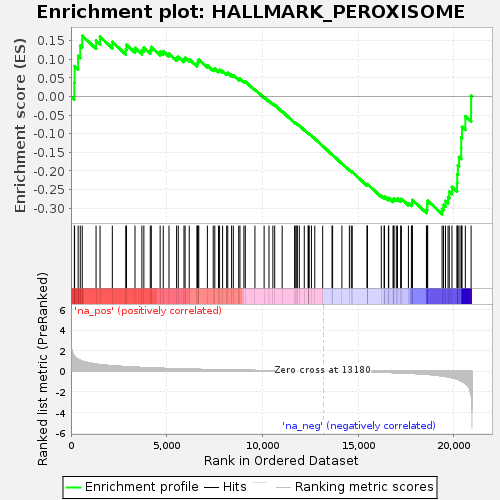 Enrichment plot: HALLMARK_PEROXISOME
Enrichment score (ES)
0.15
0.10
0.05
0.00
-0.05
-0.10
-0.15
-0.20
-0.25
-0.30
'na_pos' (positively correlated)
Ranked list metric (PreRanked)
6
4
2
0
-2
-4
-6
Zero cross at 13180
'na_neg' (negatively correlated)
0
5,000
10,000
15,000
20,000
Rank in Ordered Dataset
Enrichment profile
Hits
Ranking metric scores